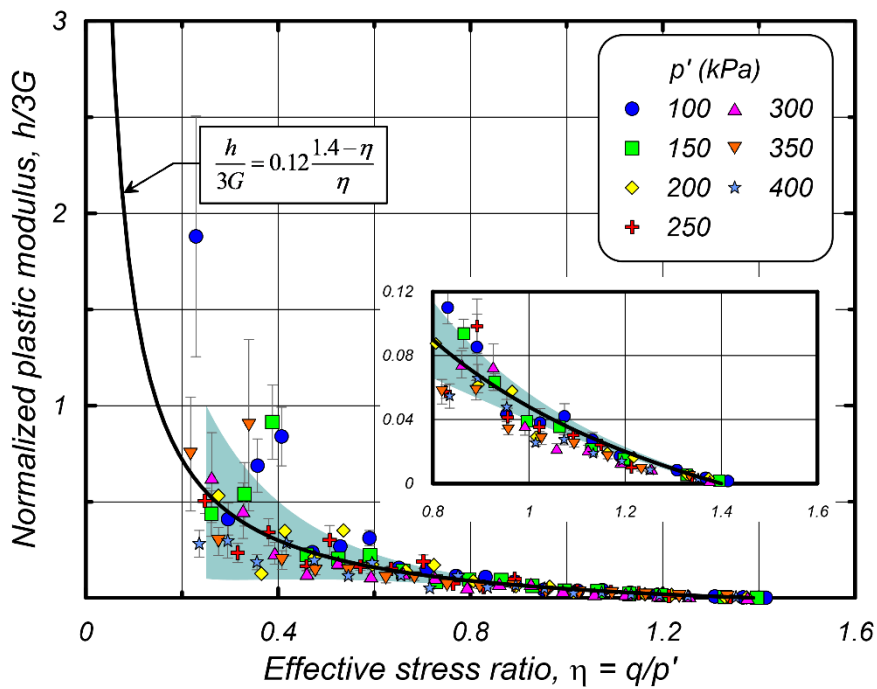 3
2
1
0
Normalized plastic modulus, h/3G
h/3G = 0.12 (1.4 − η)/η
p' (kPa)
100 300
150 350
200 400
250
0.12
0.08
0.04
0
0.8 1 1.2 1.4 1.6
0 0.4 0.8 1.2 1.6
Effective stress ratio, η = q/p'